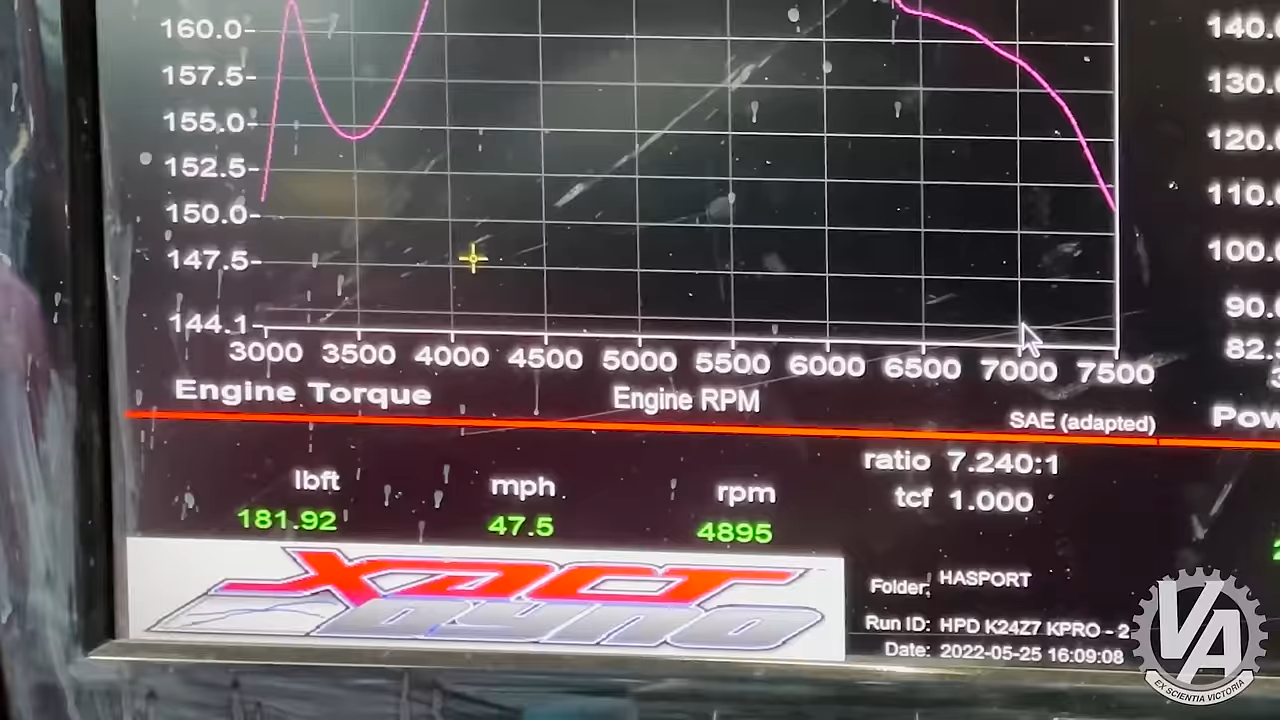 160.0-
157.5-
155.0-
152.5-
150.0-
147.5-
144.1-
3000 3500 4000 4500 5000 5500 6000 6500 7000 7500
Engine Torque
Engine RPM
SAE (adapted)
140.
130.
120.
110.
100.
90.
82.
Pow
ratio 7.240:1
tcf 1.000
lbft mph rpm
181.92 47.5 4895
XACT
DYNO
Folder: HASPORT
Run ID: HPD K24Z7 KPRO - 2
Date: 2022-05-25 16:09:08
VA
EX SCIENTIA VICTORIA